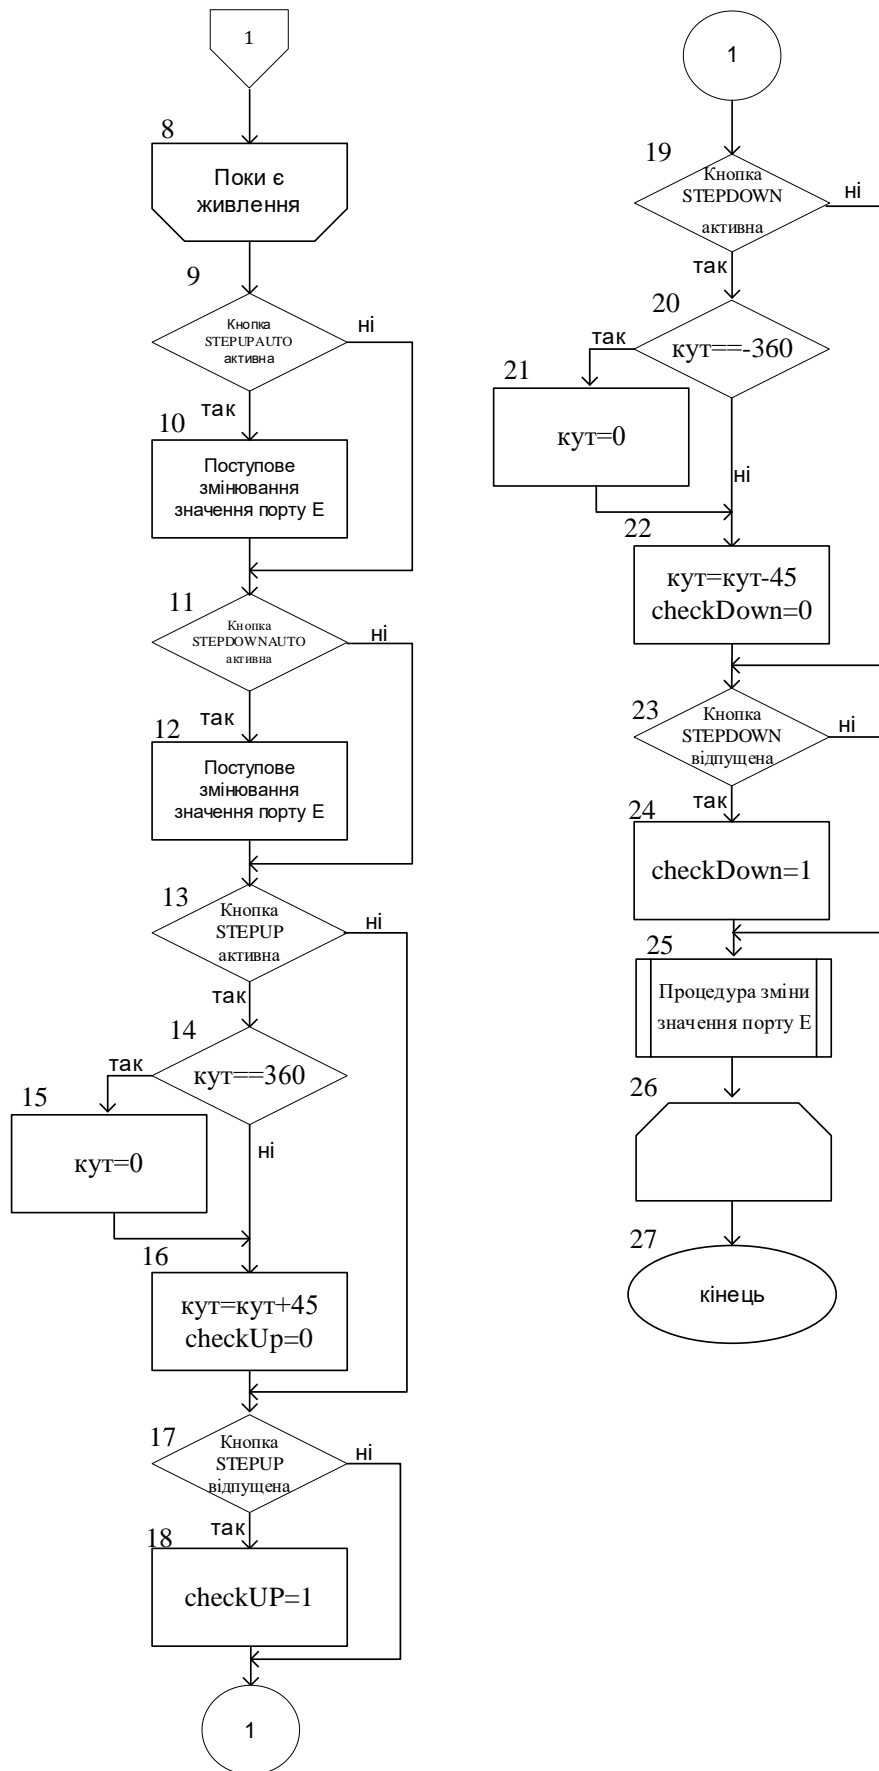 1
8
Поки є
живлення
9
Кнопка
STEPUPAUTO
активна
ні
так
10
Поступове
змінювання
значення порту E
11
Кнопка
STEPDOWNAUTO
активна
ні
так
12
Поступове
змінювання
значення порту E
13
Кнопка
STEPUP
активна
ні
так
14
кут==360
так
15
кут=0
ні
16
кут=кут+45
checkUp=0
17
Кнопка
STEPUP
відпущена
ні
так
18
checkUP=1
1
1
19
Кнопка
STEPDOWN
активна
ні
так
20
кут==-360
так
21
кут=0
ні
22
кут=кут-45
checkDown=0
23
Кнопка
STEPDOWN
відпущена
ні
так
24
checkDown=1
25
Процедура зміни
значення порту E
26
27
кінець